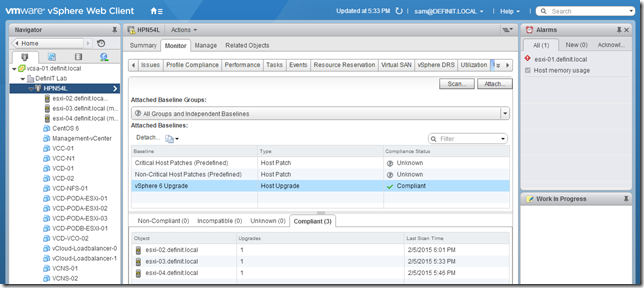 vmware® vSphere Web Client
Updated at 5:33 PM
sam@DEFINIT.LOCAL
Help
Search
Navigator
Home
vcsa-01.definit.local
DefinIT Lab
HPN54L
esxi-02.definit.loca...
esxi-03.definit.local (m...
esxi-04.definit.local (m...
CentOS 6
Management-vCenter
VCC-01
VCC-N1
VCD-01
VCD-02
VCD-NFS-01
VCD-PODA-ESXI-01
VCD-PODA-ESXI-02
VCD-PODA-ESXI-03
VCD-PODB-ESXI-01
VCD-VCO-02
vCloud-Loadbalancer-0
vCloud-Loadbalancer-1
VCNS-01
VCNS-02
HPN54L
Actions
Summary
Monitor
Manage
Related Objects
Issues
Profile Compliance
Performance
Tasks
Events
Resource Reservation
Virtual SAN
vSphere DRS
Utilization
Scan...
Attach...
Attached Baseline Groups:
All Groups and Independent Baselines
Attached Baselines:
Detach...
Filter
Baseline Type Compliance Status
Critical Host Patches (Predefined) Host Patch Unknown
Non-Critical Host Patches (Predefined) Host Patch Unknown
vSphere 6 Upgrade Host Upgrade Compliant
Non-Compliant (0)
Incompatible (0)
Unknown (0)
Compliant (3)
Object Upgrades Last Scan Time
esxi-02.definit.local 1 2/5/2015 6:01 PM
esxi-03.definit.local 1 2/5/2015 5:33 PM
esxi-04.definit.local 1 2/5/2015 5:46 PM
Alarms
All (1)
New (0)
Acknowl...
esxi-01.definit.local
Host memory usage
Work In Progress